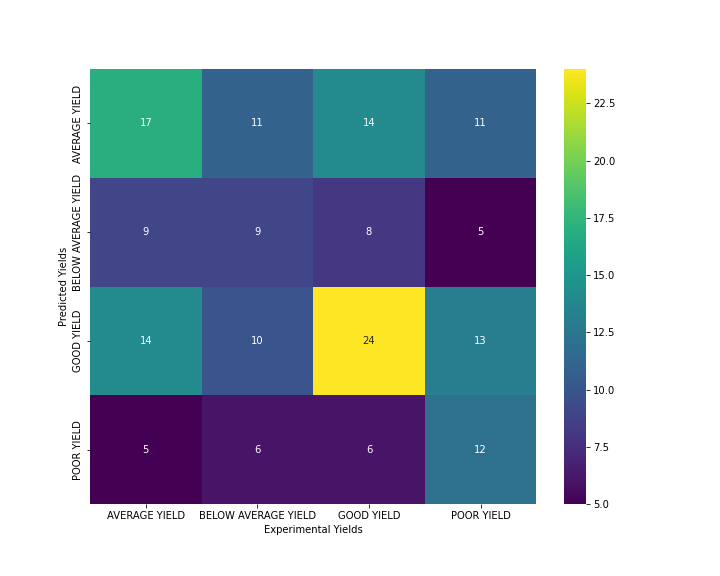 AVERAGE YIELD
17 11 14 11
BELOW AVERAGE YIELD
9 9 8 5
GOOD YIELD
14 10 24 13
POOR YIELD
5 6 6 12
Predicted Yields
AVERAGE YIELD BELOW AVERAGE YIELD GOOD YIELD POOR YIELD
Experimental Yields
22.5
20.0
17.5
15.0
12.5
10.0
7.5
5.0